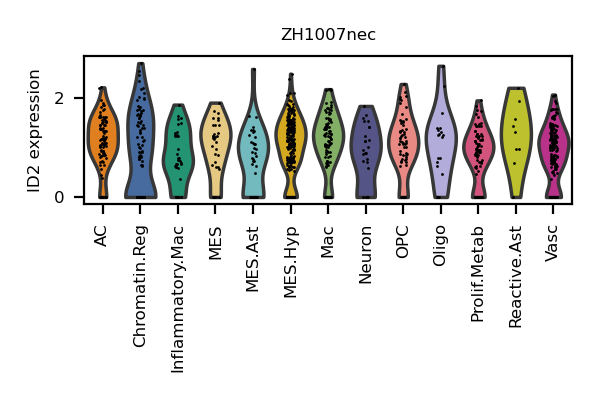 ZH1007nec
ID2 expression
2
0
AC
Chromatin.Reg
Inflammatory.Mac
MES
MES.Ast
MES.Hyp
Mac
Neuron
OPC
Oligo
Prolif.Metab
Reactive.Ast
Vasc